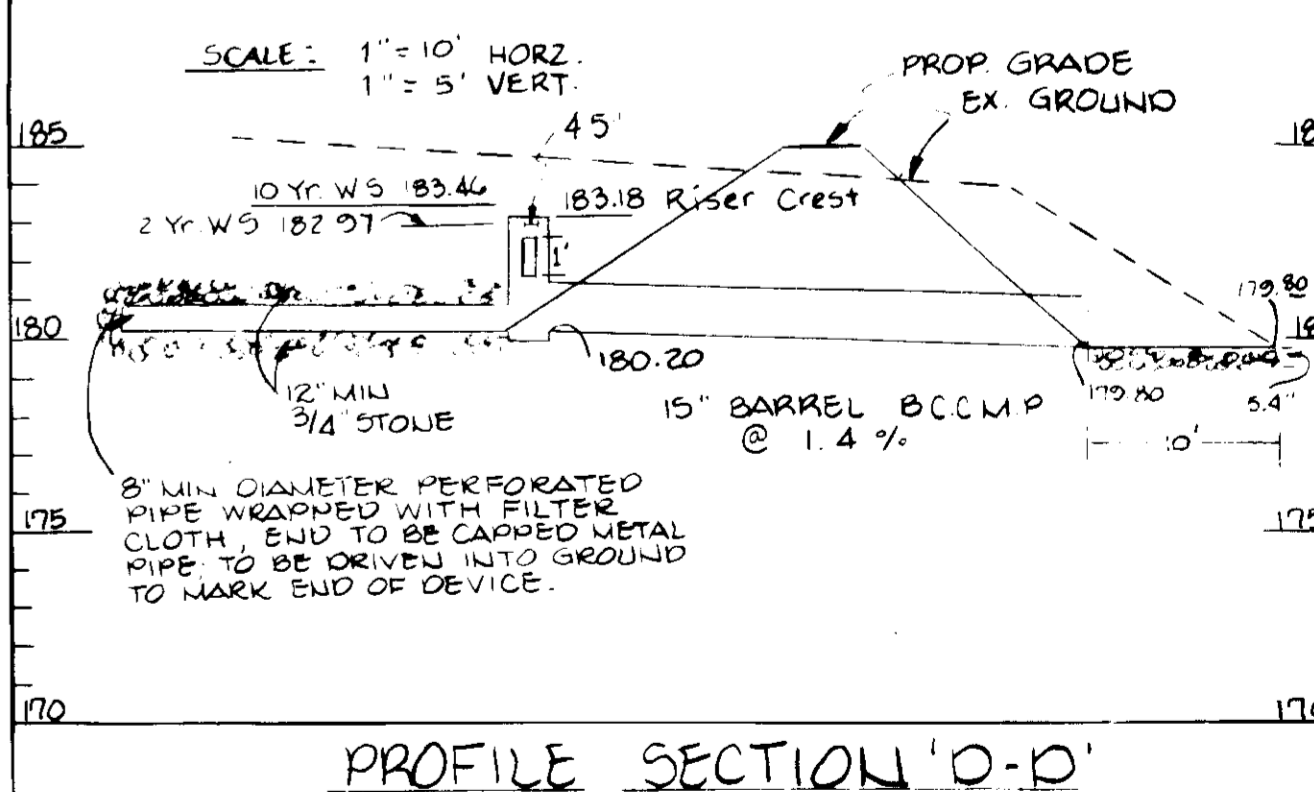 SCALE: 1" = 10' HORZ.
1" = 5' VERT.
PROP. GRADE
EX. GROUND
185
18
45'
10 Yr. WS 183.46
183.18 Riser Crest
2 Yr. WS 182 97
1'
179.80
180
18
180.20
12" MIN
3/4" STONE
15" BARREL B.C.C.M.P
@ 1.4 %
179.80
5.4"
10'
8" MIN DIAMETER PERFORATED
PIPE WRAPPED WITH FILTER
CLOTH, END TO BE CAPPED METAL
PIPE TO BE DRIVEN INTO GROUND
TO MARK END OF DEVICE.
175
175
170
170
PROFILE SECTION 'D-D'